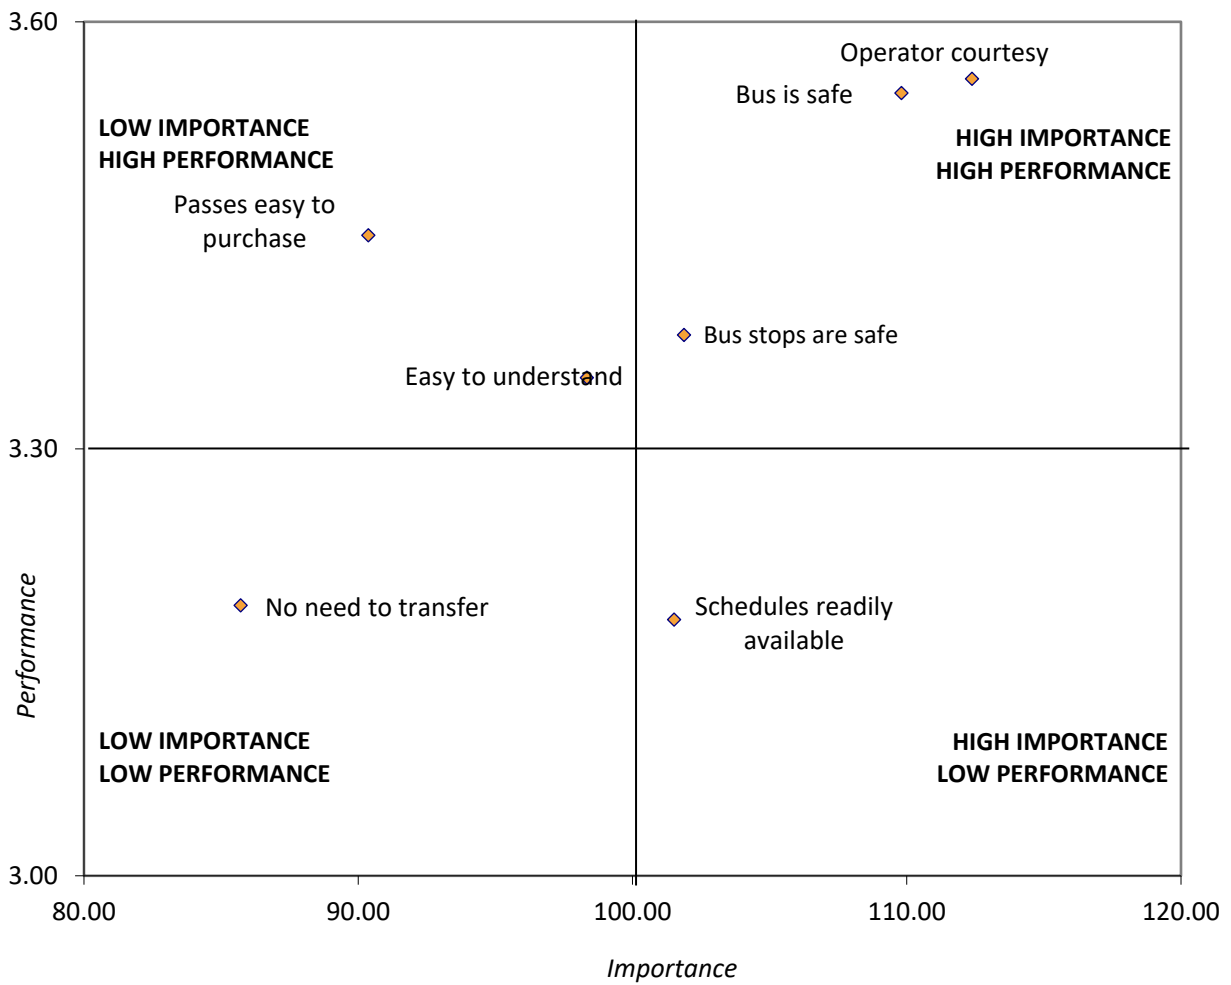 3.60
Operator courtesy
Bus is safe
LOW IMPORTANCE
HIGH PERFORMANCE
HIGH IMPORTANCE
HIGH PERFORMANCE
Passes easy to
purchase
Bus stops are safe
Easy to understand
3.30
Performance
No need to transfer
Schedules readily
available
LOW IMPORTANCE
LOW PERFORMANCE
HIGH IMPORTANCE
LOW PERFORMANCE
3.00
80.00 90.00 100.00 110.00 120.00
Importance